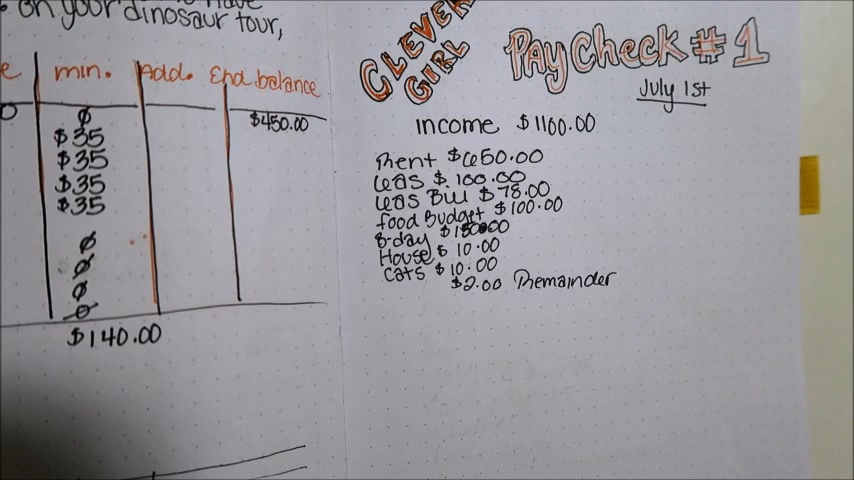 on your dinosaur tour,
min. Add. End balance
Ø $450.00
$35
$35
$35
$35
Ø
Ø
Ø
Ø
$140.00
CLEVER
GIRL
PayCheck #1
July 1st
income $1100.00
Rent $650.00
Gas $.100.00
Gas Bill $78.00
food Budget $100.00
B-day $150.00
House $10.00
cats $10.00
$2.00 Remainder